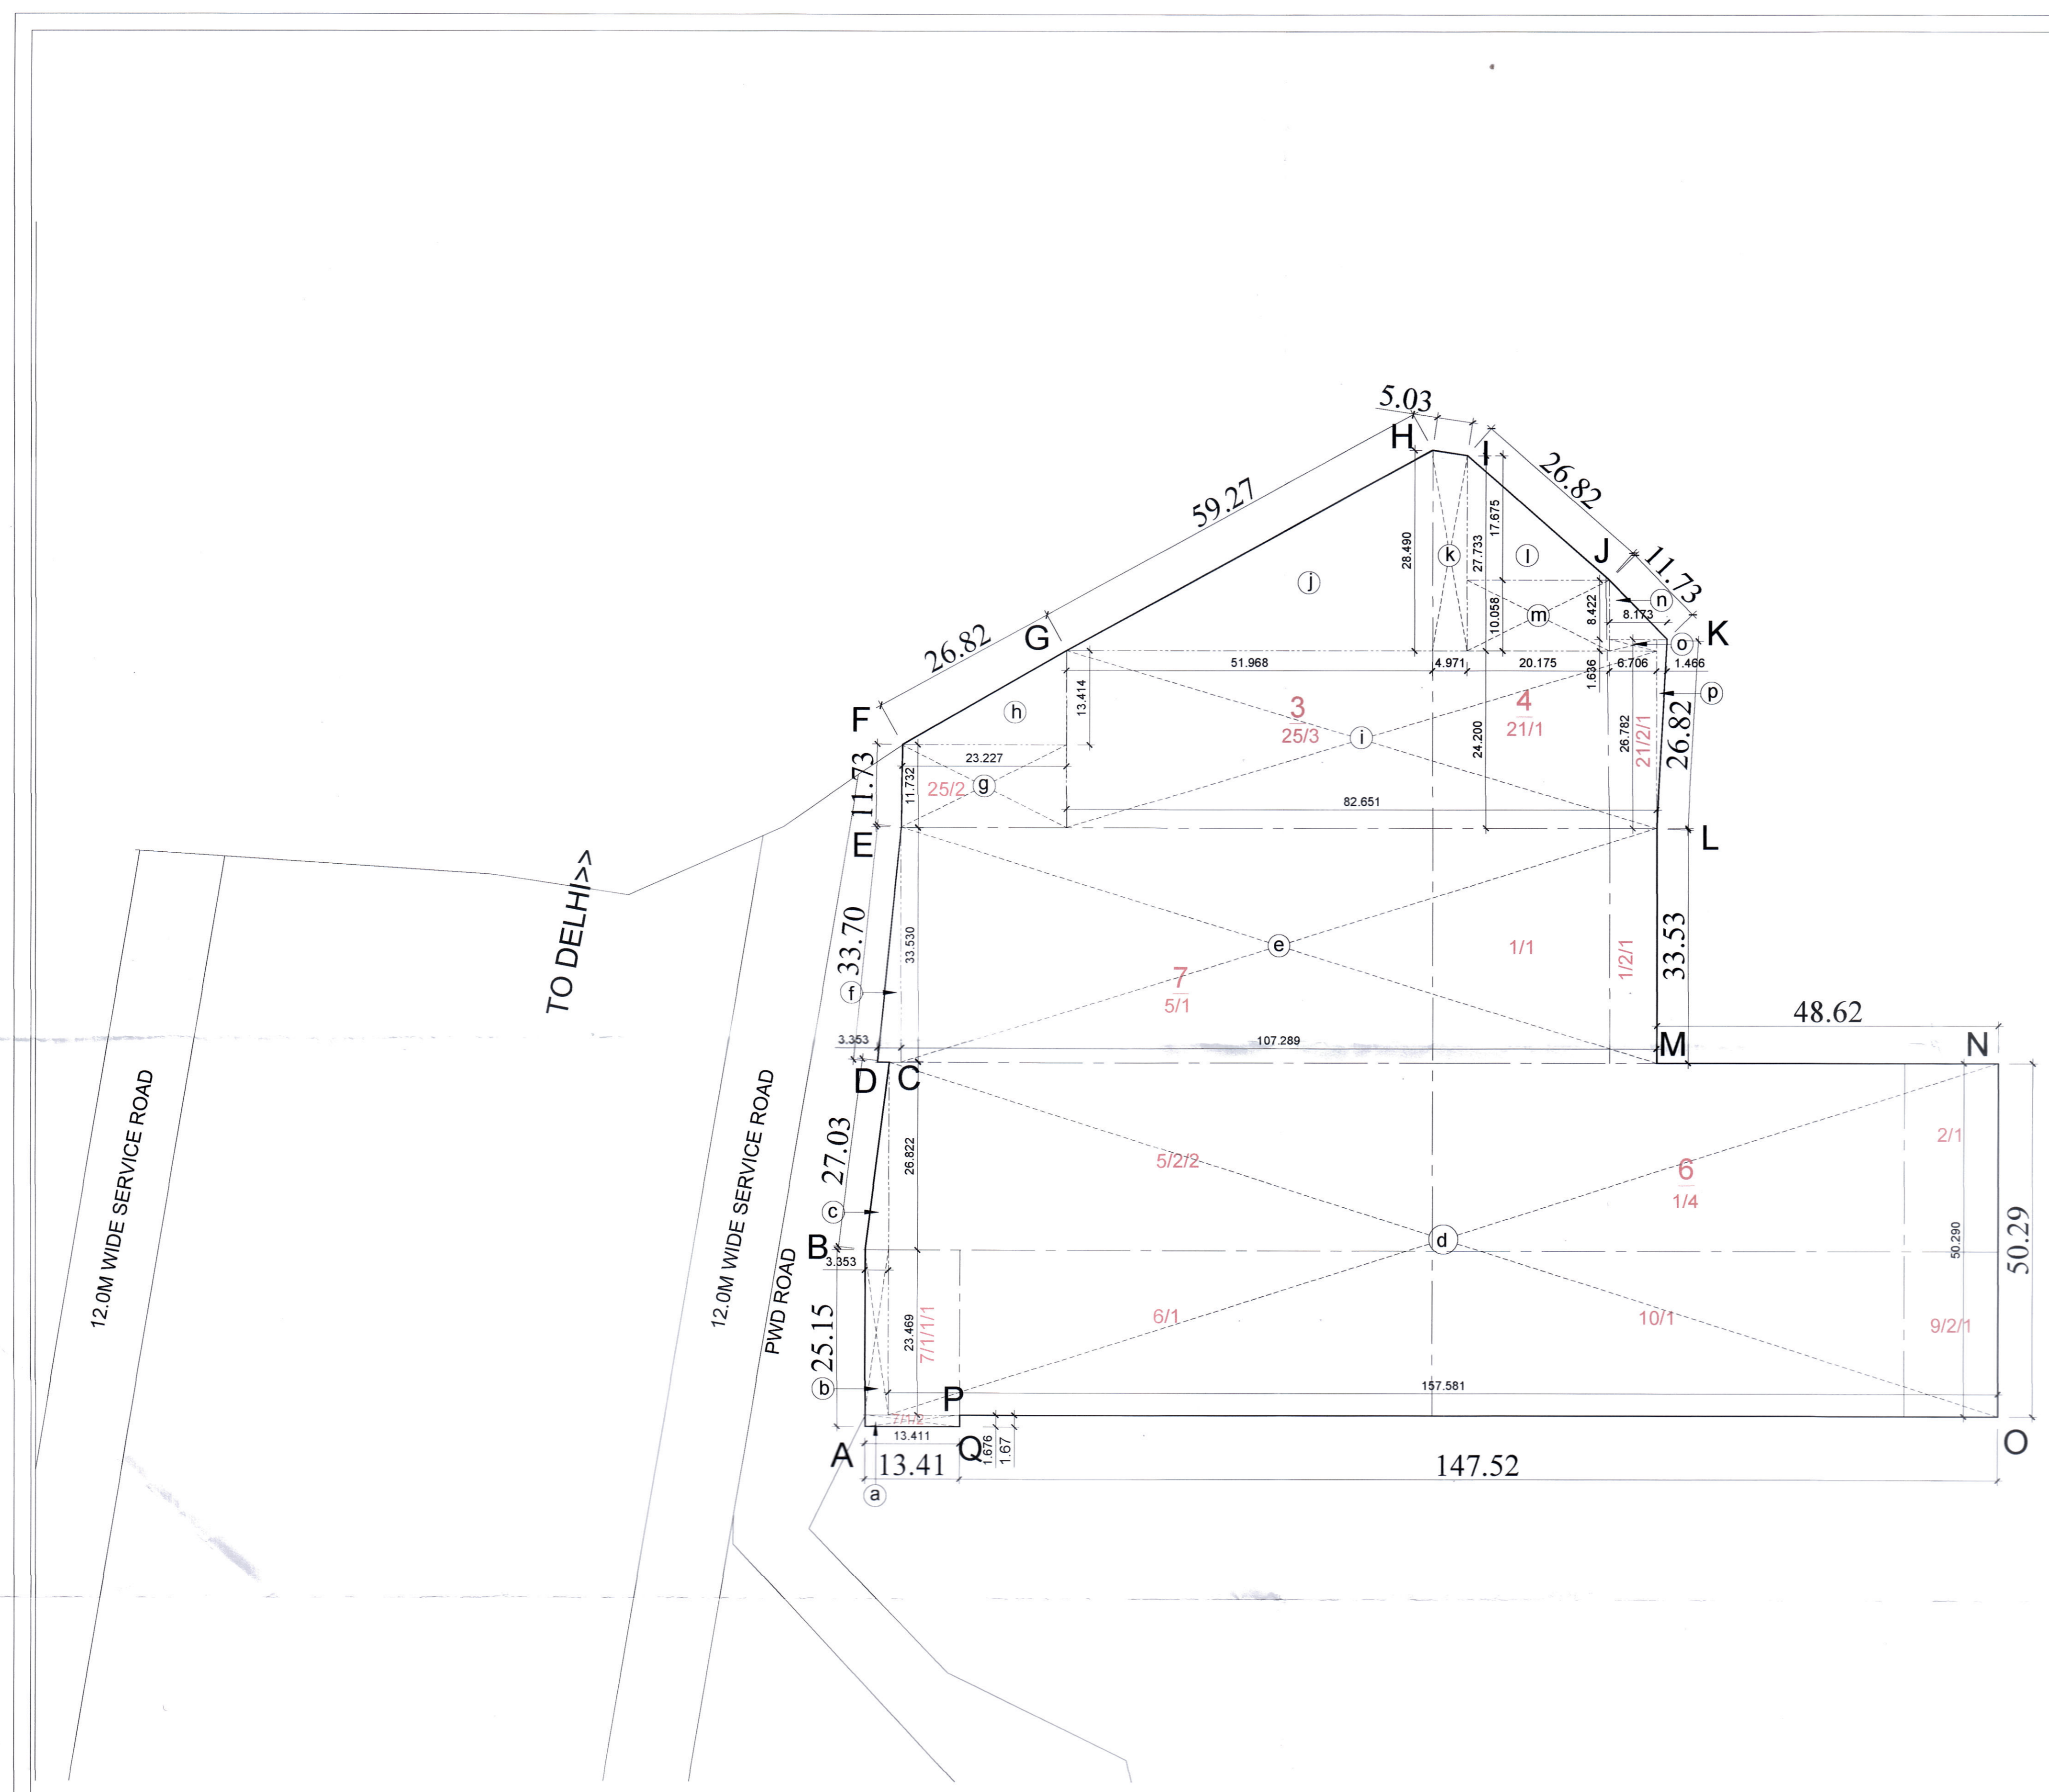 5.03
H
I
26.82
59.27
17.675
J
11.73
28.490
k
27.733
l
j
n
8.422
8.173
m
10.058
G
26.82
o
K
51.968
4.971
20.175
1.636
6.706
1.466
13.414
3
25/3
4
21/1
p
h
F
26.782
21/2/1
26.82
i
24.200
23.227
11.73
11.732
25/2
g
82.651
E
L
TO DELHI>>
33.70
33.530
e
1/1
1/2/1
33.53
7
5/1
f
48.62
3.353
107.289
M
N
D
C
12.0M WIDE SERVICE ROAD
12.0M WIDE SERVICE ROAD
27.03
26.822
5/2/2
6
1/4
2/1
c
B
d
50.290
50.29
3.353
PWD ROAD
25.15
23.469
7/1/1/1
6/1
10/1
9/2/1
b
157.581
P
7/1/2
13.411
A
Q
1.676
1.67
O
13.41
147.52
a